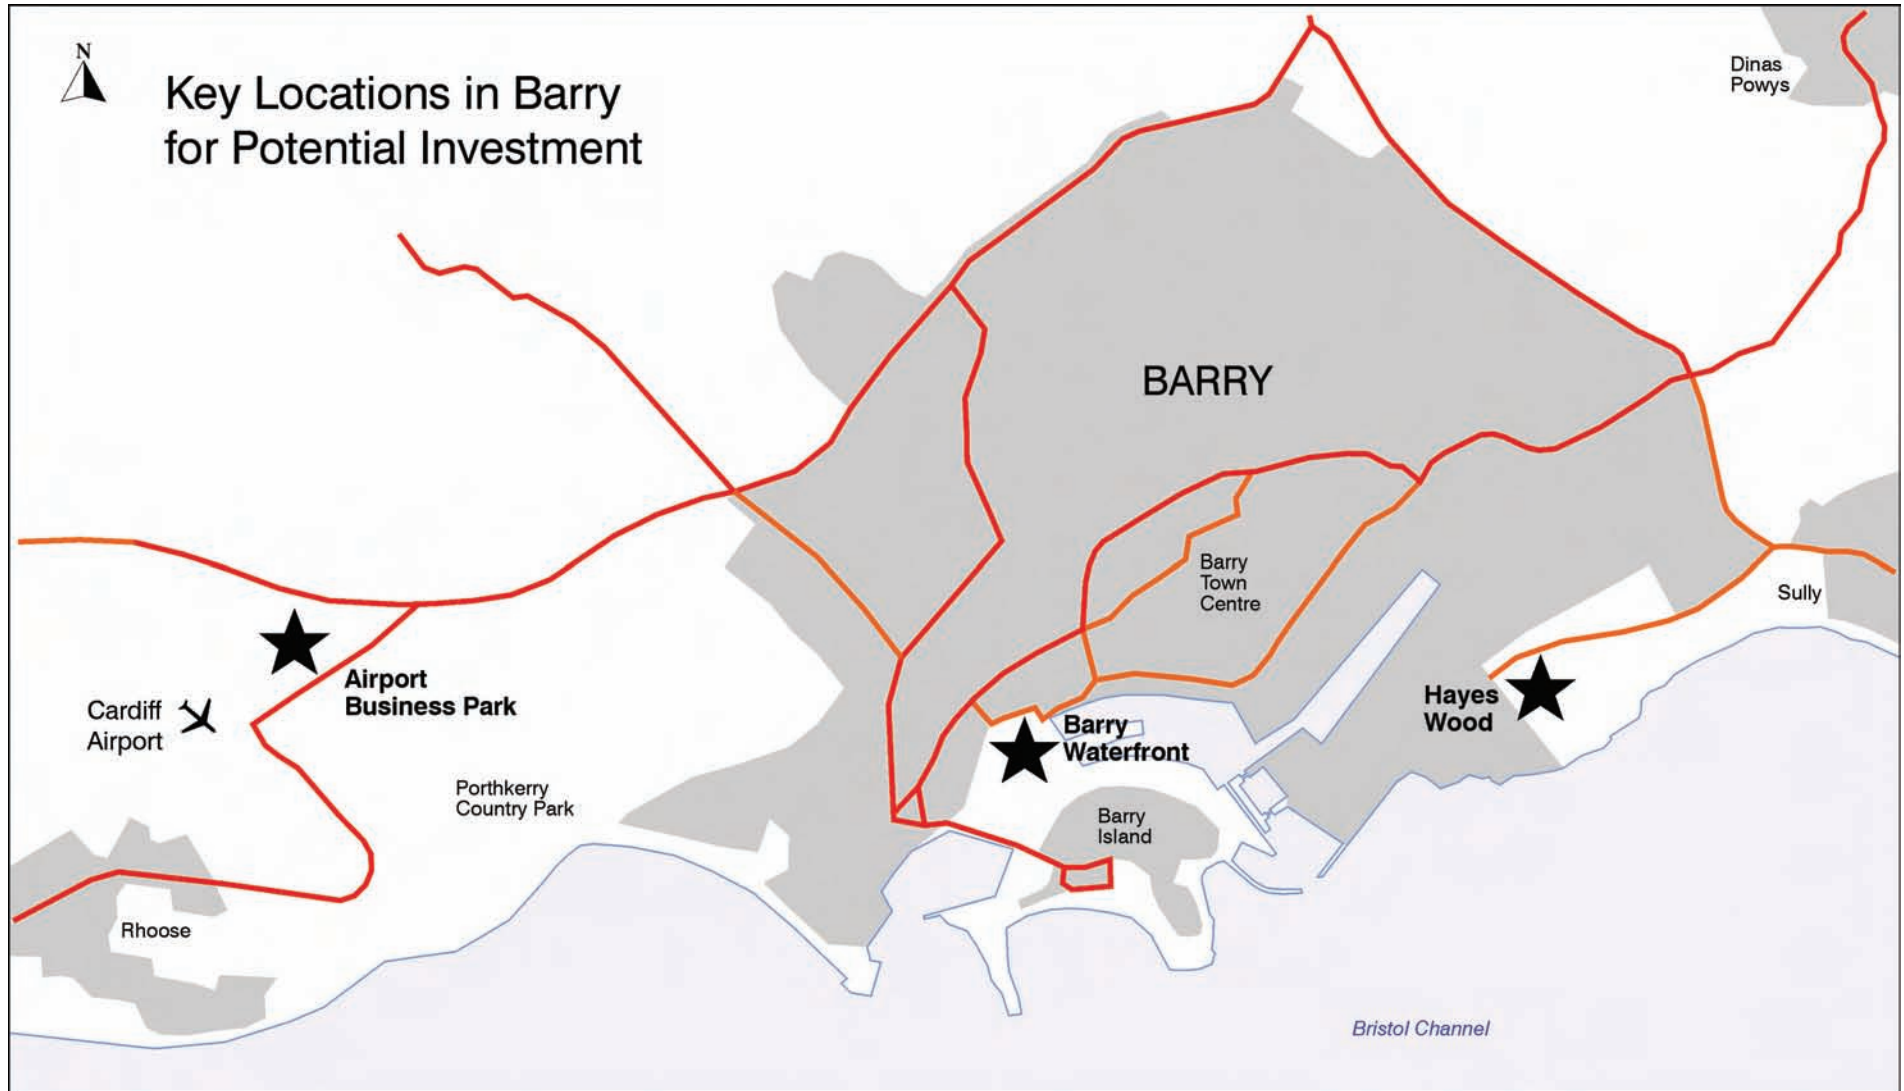 N
Key Locations in Barry
for Potential Investment
Dinas
Powys
BARRY
Barry
Town
Centre
Sully
Airport
Business Park
Cardiff
Airport
Hayes
Wood
Barry
Waterfront
Porthkerry
Country Park
Barry
Island
Rhoose
Bristol Channel